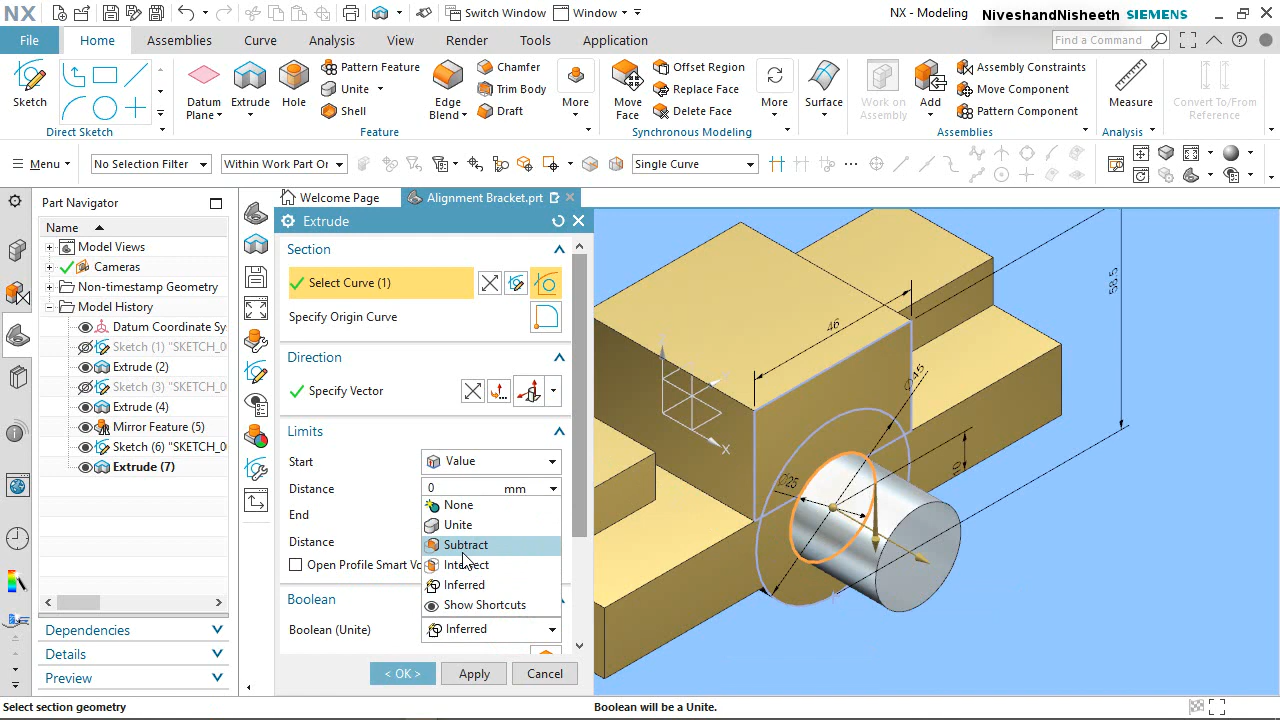 NX
Switch Window
Window
NX - Modeling
NiveshandNisheeth SIEMENS
File
Home
Assemblies
Curve
Analysis
View
Render
Tools
Application
Find a Command
Sketch
Direct Sketch
Datum Plane
Extrude
Hole
Pattern Feature
Unite
Shell
Edge Blend
Chamfer
Trim Body
Draft
More
Feature
Move Face
Offset Region
Replace Face
Delete Face
More
Synchronous Modeling
Surface
Work on Assembly
Add
Assembly Constraints
Move Component
Pattern Component
Assemblies
Measure
Analysis
Convert To/From Reference
Menu
No Selection Filter
Within Work Part Or
Single Curve
Part Navigator
Name
Model Views
Cameras
Non-timestamp Geometry
Model History
Datum Coordinate Sy
Sketch (1) "SKETCH_0
Extrude (2)
Sketch (3) "SKETCH_0
Extrude (4)
Mirror Feature (5)
Sketch (6) "SKETCH_0
Extrude (7)
Dependencies
Details
Preview
Welcome Page
Alignment Bracket.prt
Extrude
Section
Select Curve (1)
Specify Origin Curve
Direction
Specify Vector
Limits
Start
Value
Distance
0 mm
End
Distance
Open Profile Smart Vo
None
Unite
Subtract
Intersect
Inferred
Show Shortcuts
Boolean
Boolean (Unite)
Inferred
< OK >
Apply
Cancel
58.5
46
Ø45
Ø25
10
X
Select section geometry
Boolean will be a Unite.